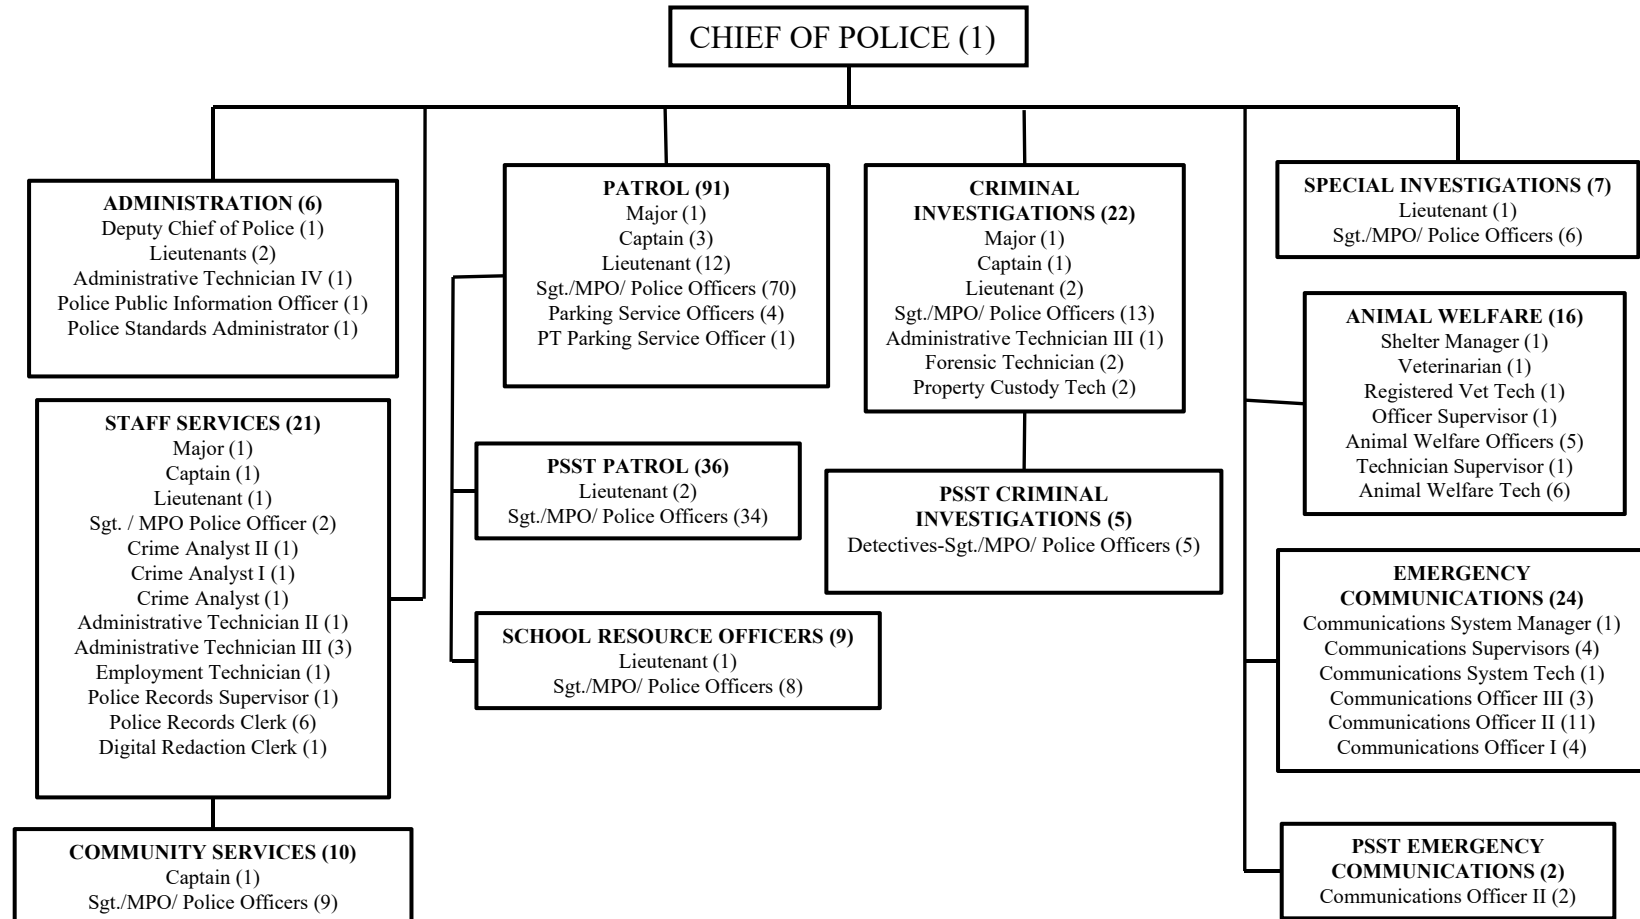 CHIEF OF POLICE (1)
ADMINISTRATION (6)
Deputy Chief of Police (1)
Lieutenants (2)
Administrative Technician IV (1)
Police Public Information Officer (1)
Police Standards Administrator (1)
STAFF SERVICES (21)
Major (1)
Captain (1)
Lieutenant (1)
Sgt. / MPO Police Officer (2)
Crime Analyst II (1)
Crime Analyst I (1)
Crime Analyst (1)
Administrative Technician II (1)
Administrative Technician III (3)
Employment Technician (1)
Police Records Supervisor (1)
Police Records Clerk (6)
Digital Redaction Clerk (1)
COMMUNITY SERVICES (10)
Captain (1)
Sgt./MPO/ Police Officers (9)
PATROL (91)
Major (1)
Captain (3)
Lieutenant (12)
Sgt./MPO/ Police Officers (70)
Parking Service Officers (4)
PT Parking Service Officer (1)
PSST PATROL (36)
Lieutenant (2)
Sgt./MPO/ Police Officers (34)
SCHOOL RESOURCE OFFICERS (9)
Lieutenant (1)
Sgt./MPO/ Police Officers (8)
CRIMINAL
INVESTIGATIONS (22)
Major (1)
Captain (1)
Lieutenant (2)
Sgt./MPO/ Police Officers (13)
Administrative Technician III (1)
Forensic Technician (2)
Property Custody Tech (2)
PSST CRIMINAL
INVESTIGATIONS (5)
Detectives-Sgt./MPO/ Police Officers (5)
SPECIAL INVESTIGATIONS (7)
Lieutenant (1)
Sgt./MPO/ Police Officers (6)
ANIMAL WELFARE (16)
Shelter Manager (1)
Veterinarian (1)
Registered Vet Tech (1)
Officer Supervisor (1)
Animal Welfare Officers (5)
Technician Supervisor (1)
Animal Welfare Tech (6)
EMERGENCY
COMMUNICATIONS (24)
Communications System Manager (1)
Communications Supervisors (4)
Communications System Tech (1)
Communications Officer III (3)
Communications Officer II (11)
Communications Officer I (4)
PSST EMERGENCY
COMMUNICATIONS (2)
Communications Officer II (2)